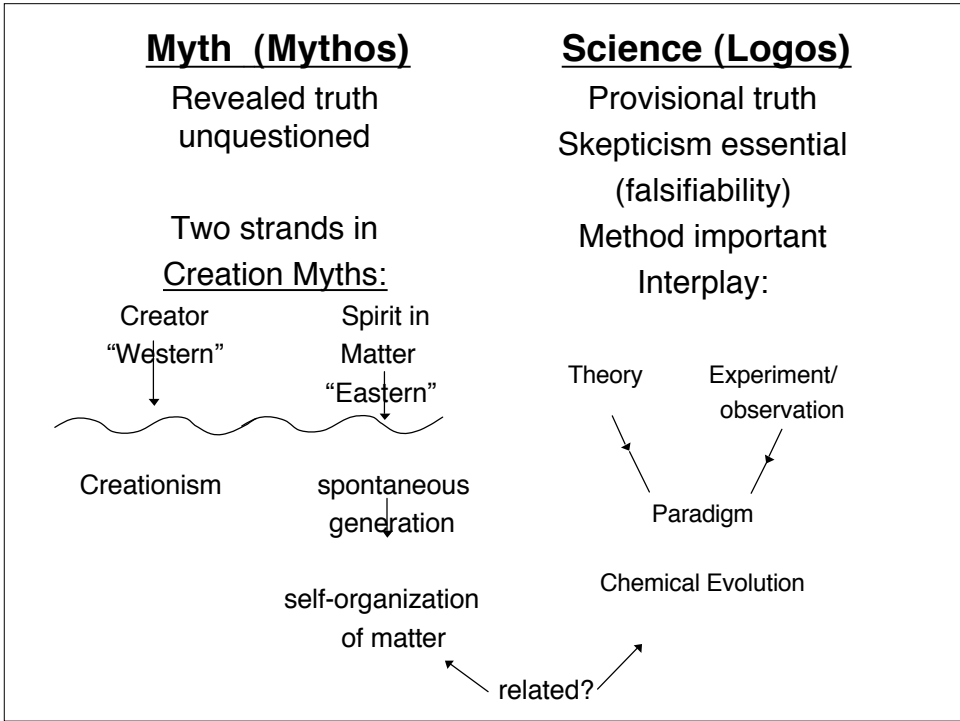 Myth (Mythos)
Revealed truth
unquestioned
Two strands in
Creation Myths:
Creator
“Western”
Spirit in
Matter
“Eastern”
Creationism
spontaneous
generation
self-organization
of matter
Science (Logos)
Provisional truth
Skepticism essential
(falsifiability)
Method important
Interplay:
Theory
Experiment/
observation
Paradigm
Chemical Evolution
related?